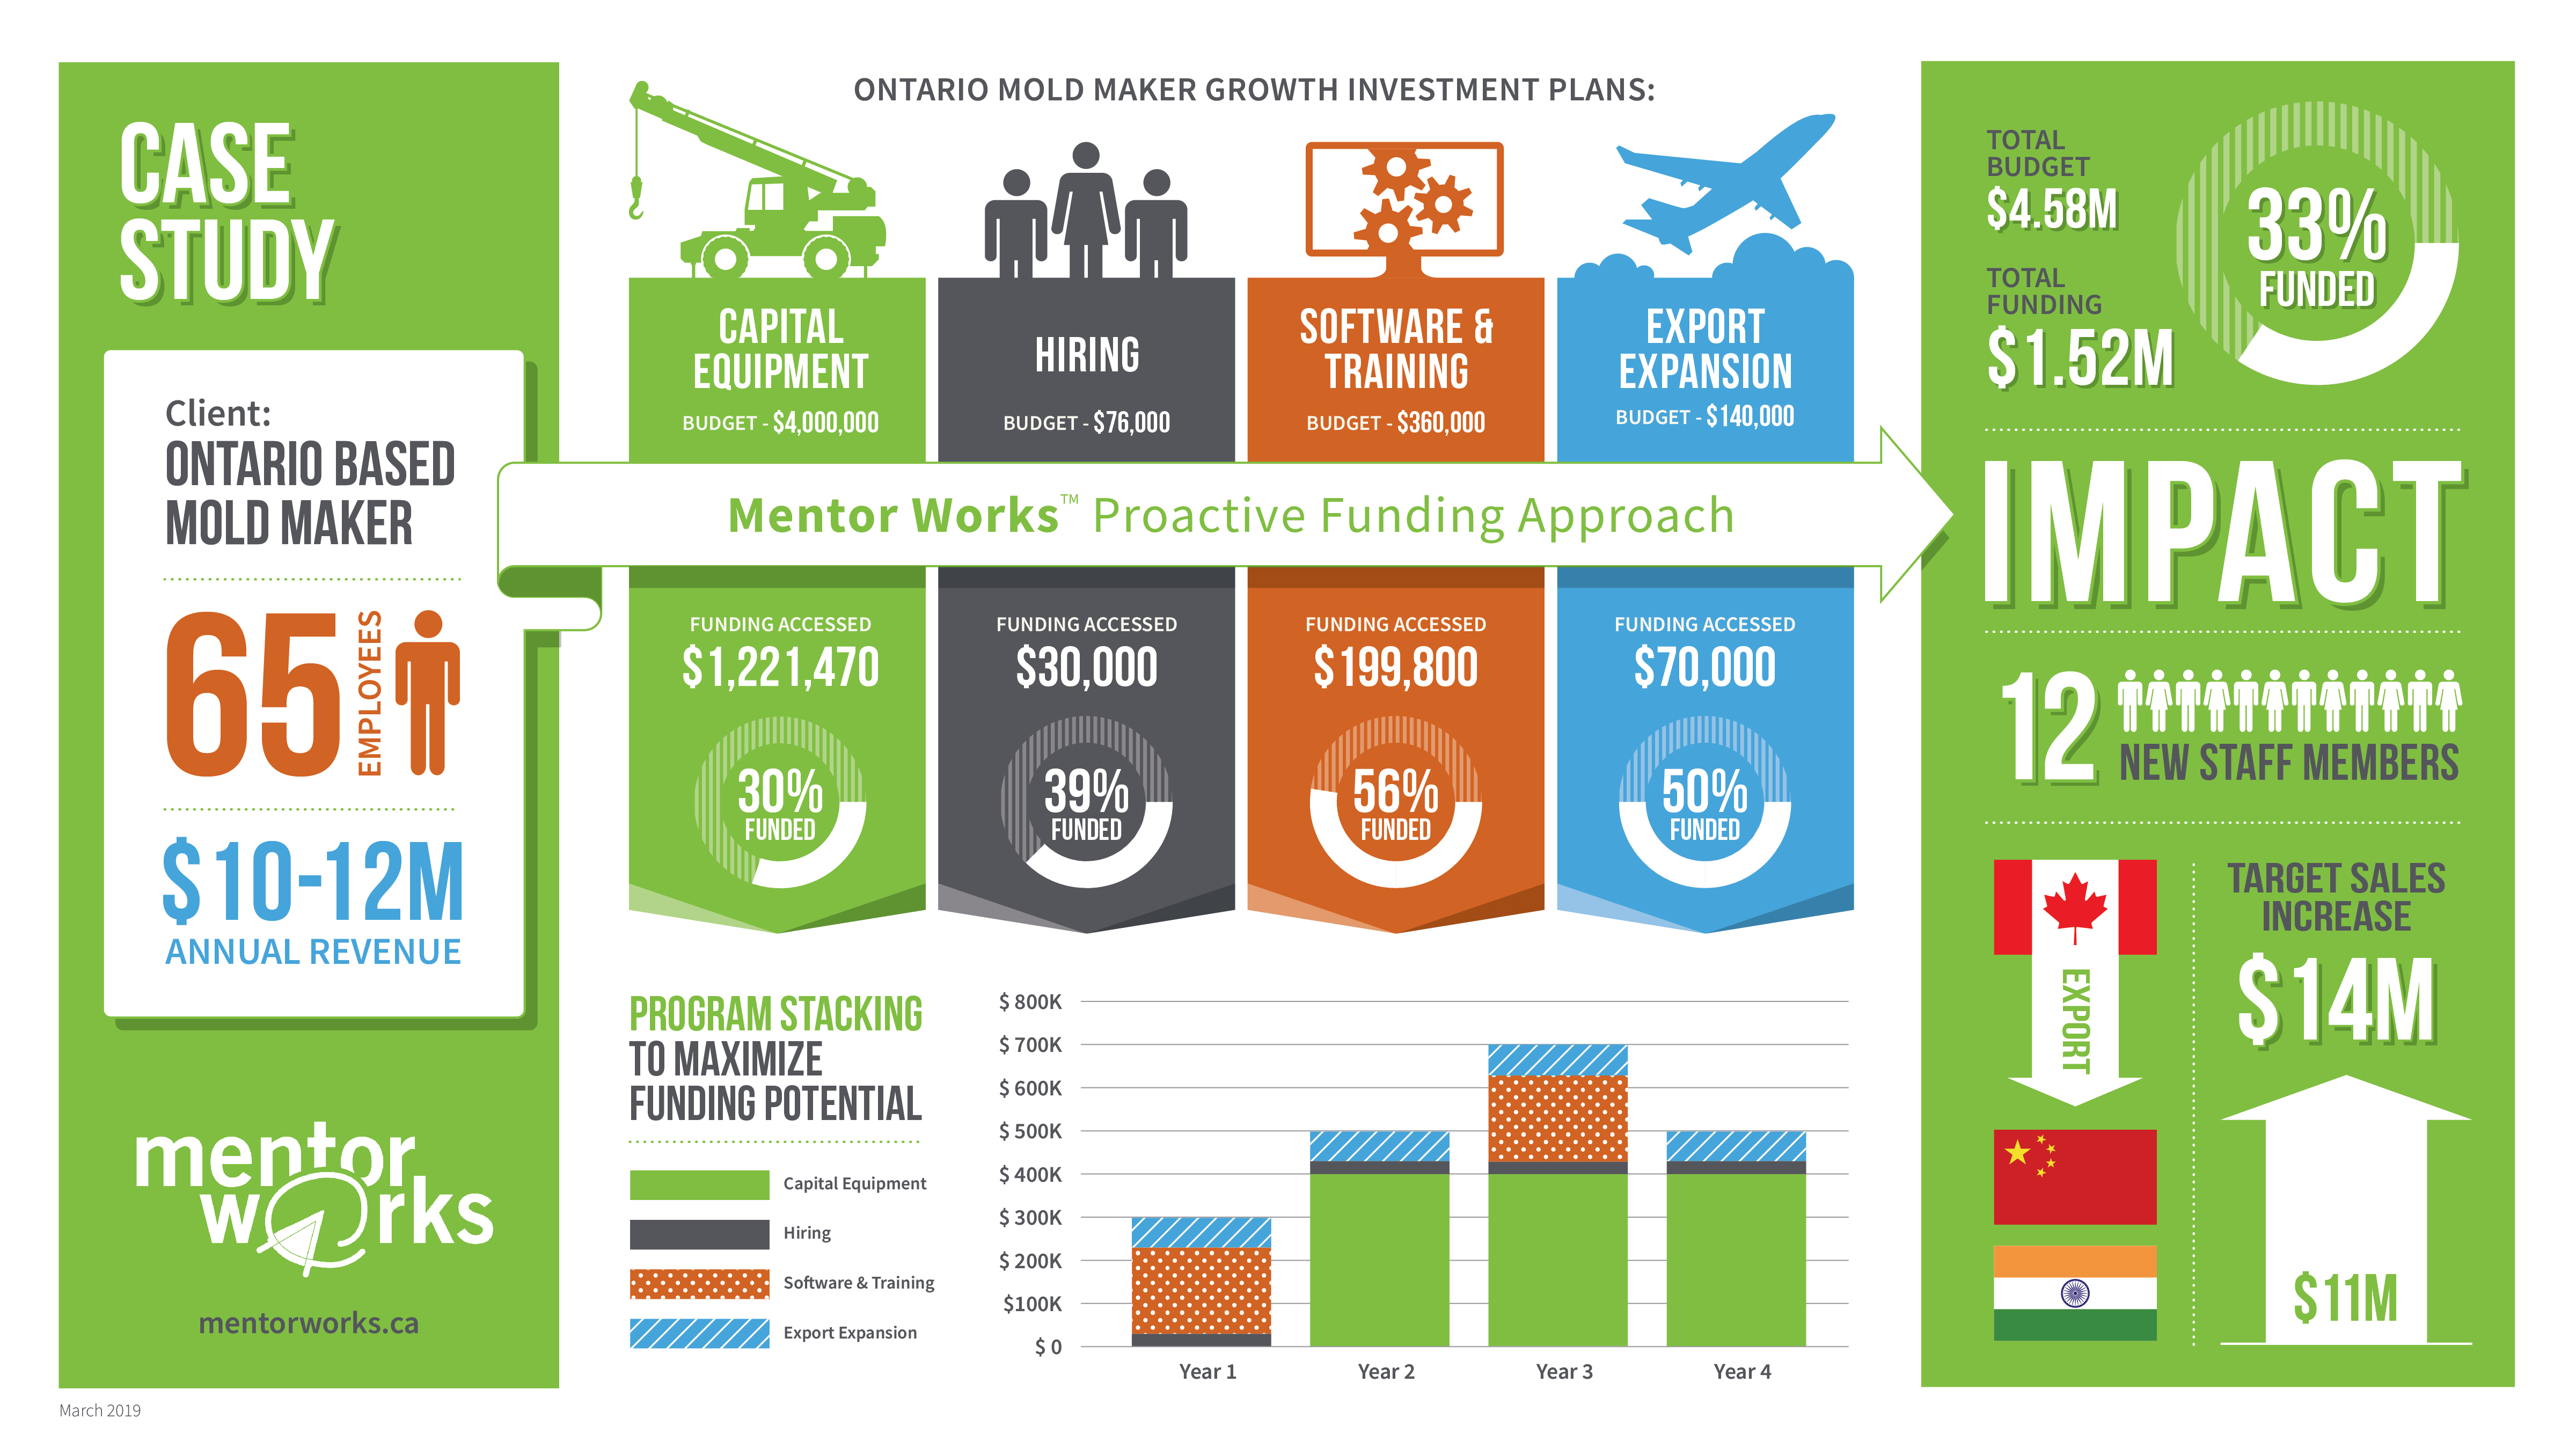 CASE
STUDY
Client:
ONTARIO BASED
MOLD MAKER
65
EMPLOYEES
$10-12M
ANNUAL REVENUE
mentor
works
mentorworks.ca
March 2019
ONTARIO MOLD MAKER GROWTH INVESTMENT PLANS:
CAPITAL
EQUIPMENT
BUDGET - $4,000,000
HIRING
BUDGET - $76,000
SOFTWARE &
TRAINING
BUDGET - $360,000
EXPORT
EXPANSION
BUDGET - $140,000
Mentor Works™ Proactive Funding Approach
FUNDING ACCESSED
$1,221,470
30%
FUNDED
FUNDING ACCESSED
$30,000
39%
FUNDED
FUNDING ACCESSED
$199,800
56%
FUNDED
FUNDING ACCESSED
$70,000
50%
FUNDED
PROGRAM STACKING
TO MAXIMIZE
FUNDING POTENTIAL
Capital Equipment
Hiring
Software & Training
Export Expansion
$ 800K
$ 700K
$ 600K
$ 500K
$ 400K
$ 300K
$ 200K
$100K
$ 0
Year 1
Year 2
Year 3
Year 4
TOTAL
BUDGET
$4.58M
TOTAL
FUNDING
$1.52M
33%
FUNDED
IMPACT
12
NEW STAFF MEMBERS
EXPORT
TARGET SALES
INCREASE
$14M
$11M